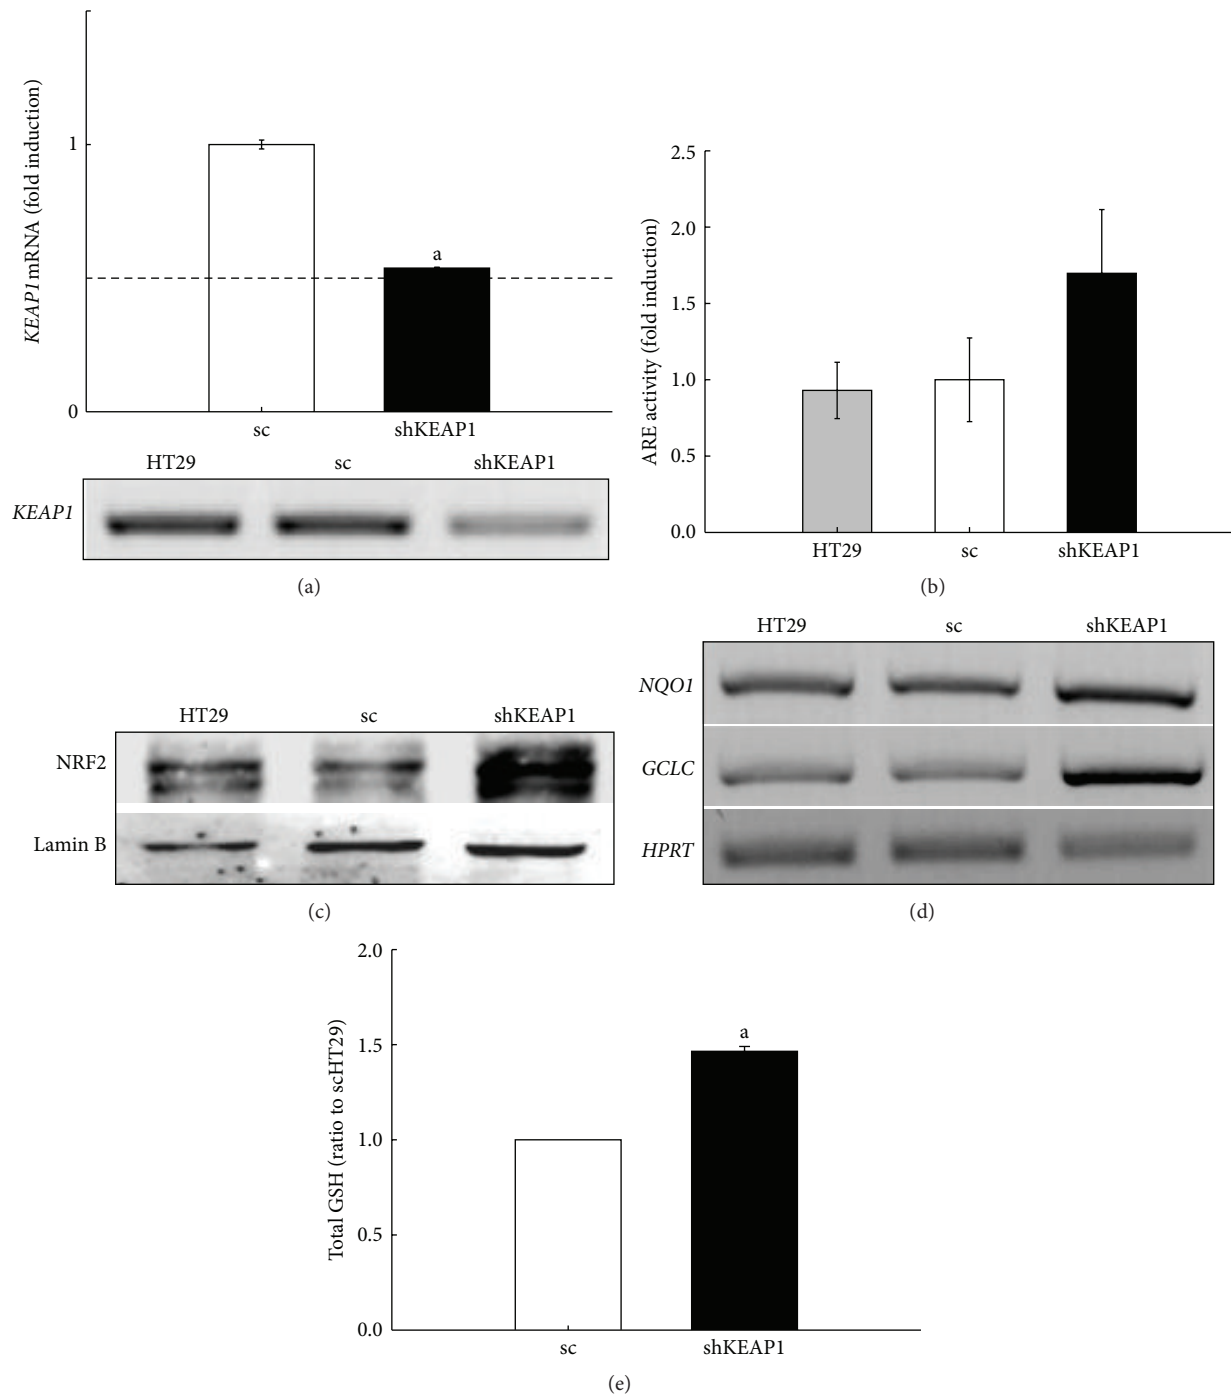 KEAP1 mRNA (fold induction)
1
0
a
sc shKEAP1
HT29 sc shKEAP1
KEAP1
(a)
ARE activity (fold induction)
2.5
2.0
1.5
1.0
0.5
0.0
HT29 sc shKEAP1
(b)
HT29 sc shKEAP1
NRF2
Lamin B
(c)
HT29 sc shKEAP1
NQO1
GCLC
HPRT
(d)
Total GSH (ratio to scHT29)
2.0
1.5
1.0
0.5
0.0
a
sc shKEAP1
(e)